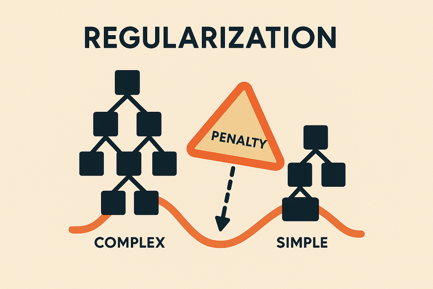 REGULARIZATION
PENALTY
COMPLEX
SIMPLE